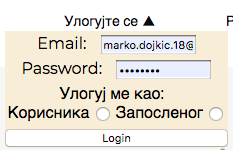 Улогујте се ▲
Email: marko.dojkic.18@
Password: ••••••••
Улогуј ме као:
Корисника Запосленог
Login